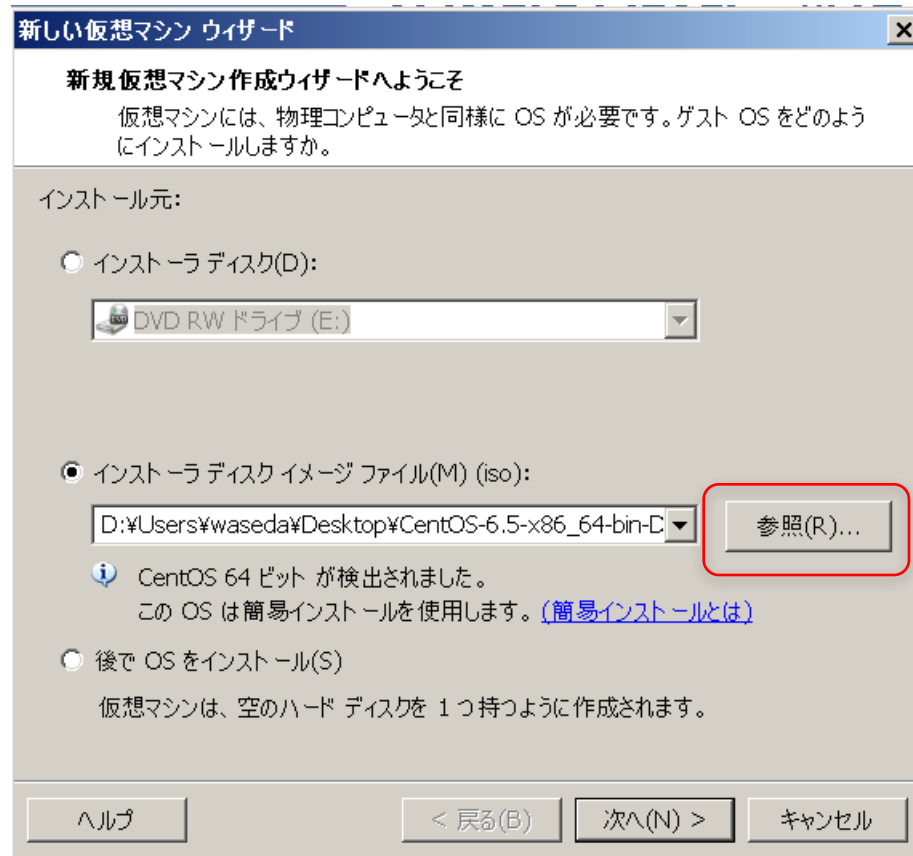 新しい仮想マシン ウィザード
新規仮想マシン作成ウィザードへようこそ
仮想マシンには、物理コンピュータと同様に OS が必要です。ゲスト OS をどのよう
にインストールしますか。
インストール元:
インストーラ ディスク(D):
DVD RW ドライブ (E:)
インストーラ ディスク イメージ ファイル(M) (iso):
D:¥Users¥waseda¥Desktop¥CentOS-6.5-x86_64-bin-D
参照(R)...
CentOS 64 ビット が検出されました。
この OS は簡易インストールを使用します。(簡易インストールとは)
後で OS をインストール(S)
仮想マシンは、空のハード ディスクを 1 つ持つように作成されます。
ヘルプ
< 戻る(B)
次へ(N) >
キャンセル